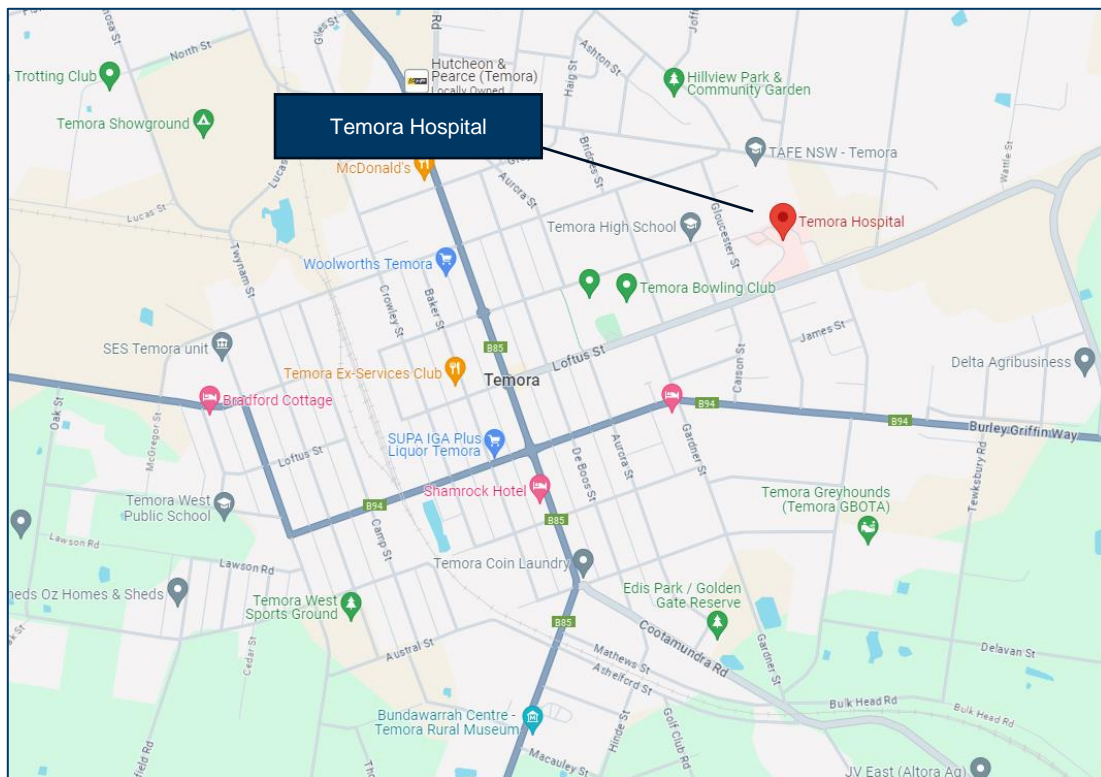 North St
Giles St
Rd
Ashton St
Haig St
Hutcheon &
Pearce (Temora)
Locally Owned
Trotting Club
Hillview Park &
Community Garden
Temora Showground
Temora Hospital
Wattle St
TAFE NSW - Temora
McDonald's
Bridges St
Aurora St
Lucas St
Gloucester St
Temora High School
Temora Hospital
Twynam St
Woolworths Temora
Temora Bowling Club
Crowley St
Baker St
James St
SES Temora unit
B85
Loftus St
Carson St
Delta Agribusiness
Temora Ex-Services Club
Temora
Bradford Cottage
Oak St
McGregor St
B94
B94
Burley Griffin Way
SUPA IGA Plus
Liquor Temora
Loftus St
De Boos St
Aurora St
Gardner St
Tewksbury Rd
Temora West
Public School
B94
Shamrock Hotel
Temora Greyhounds
(Temora GBOTA)
B85
Camp St
Lawson Rd
Lawson Rd
Temora Coin Laundry
Oz Homes & Sheds
Temora West
Sports Ground
Edis Park / Golden
Gate Reserve
B85
Cootamundra Rd
Cedar St
Austral St
Mathews St
Ashelford St
Gardner St
Delavan St
Bundawarrah Centre -
Temora Rural Museum
Hinde St
Golf Club Rd
Bulk Head Rd
Bulk Head Rd
Macauley St
JV East (Altora Ag)